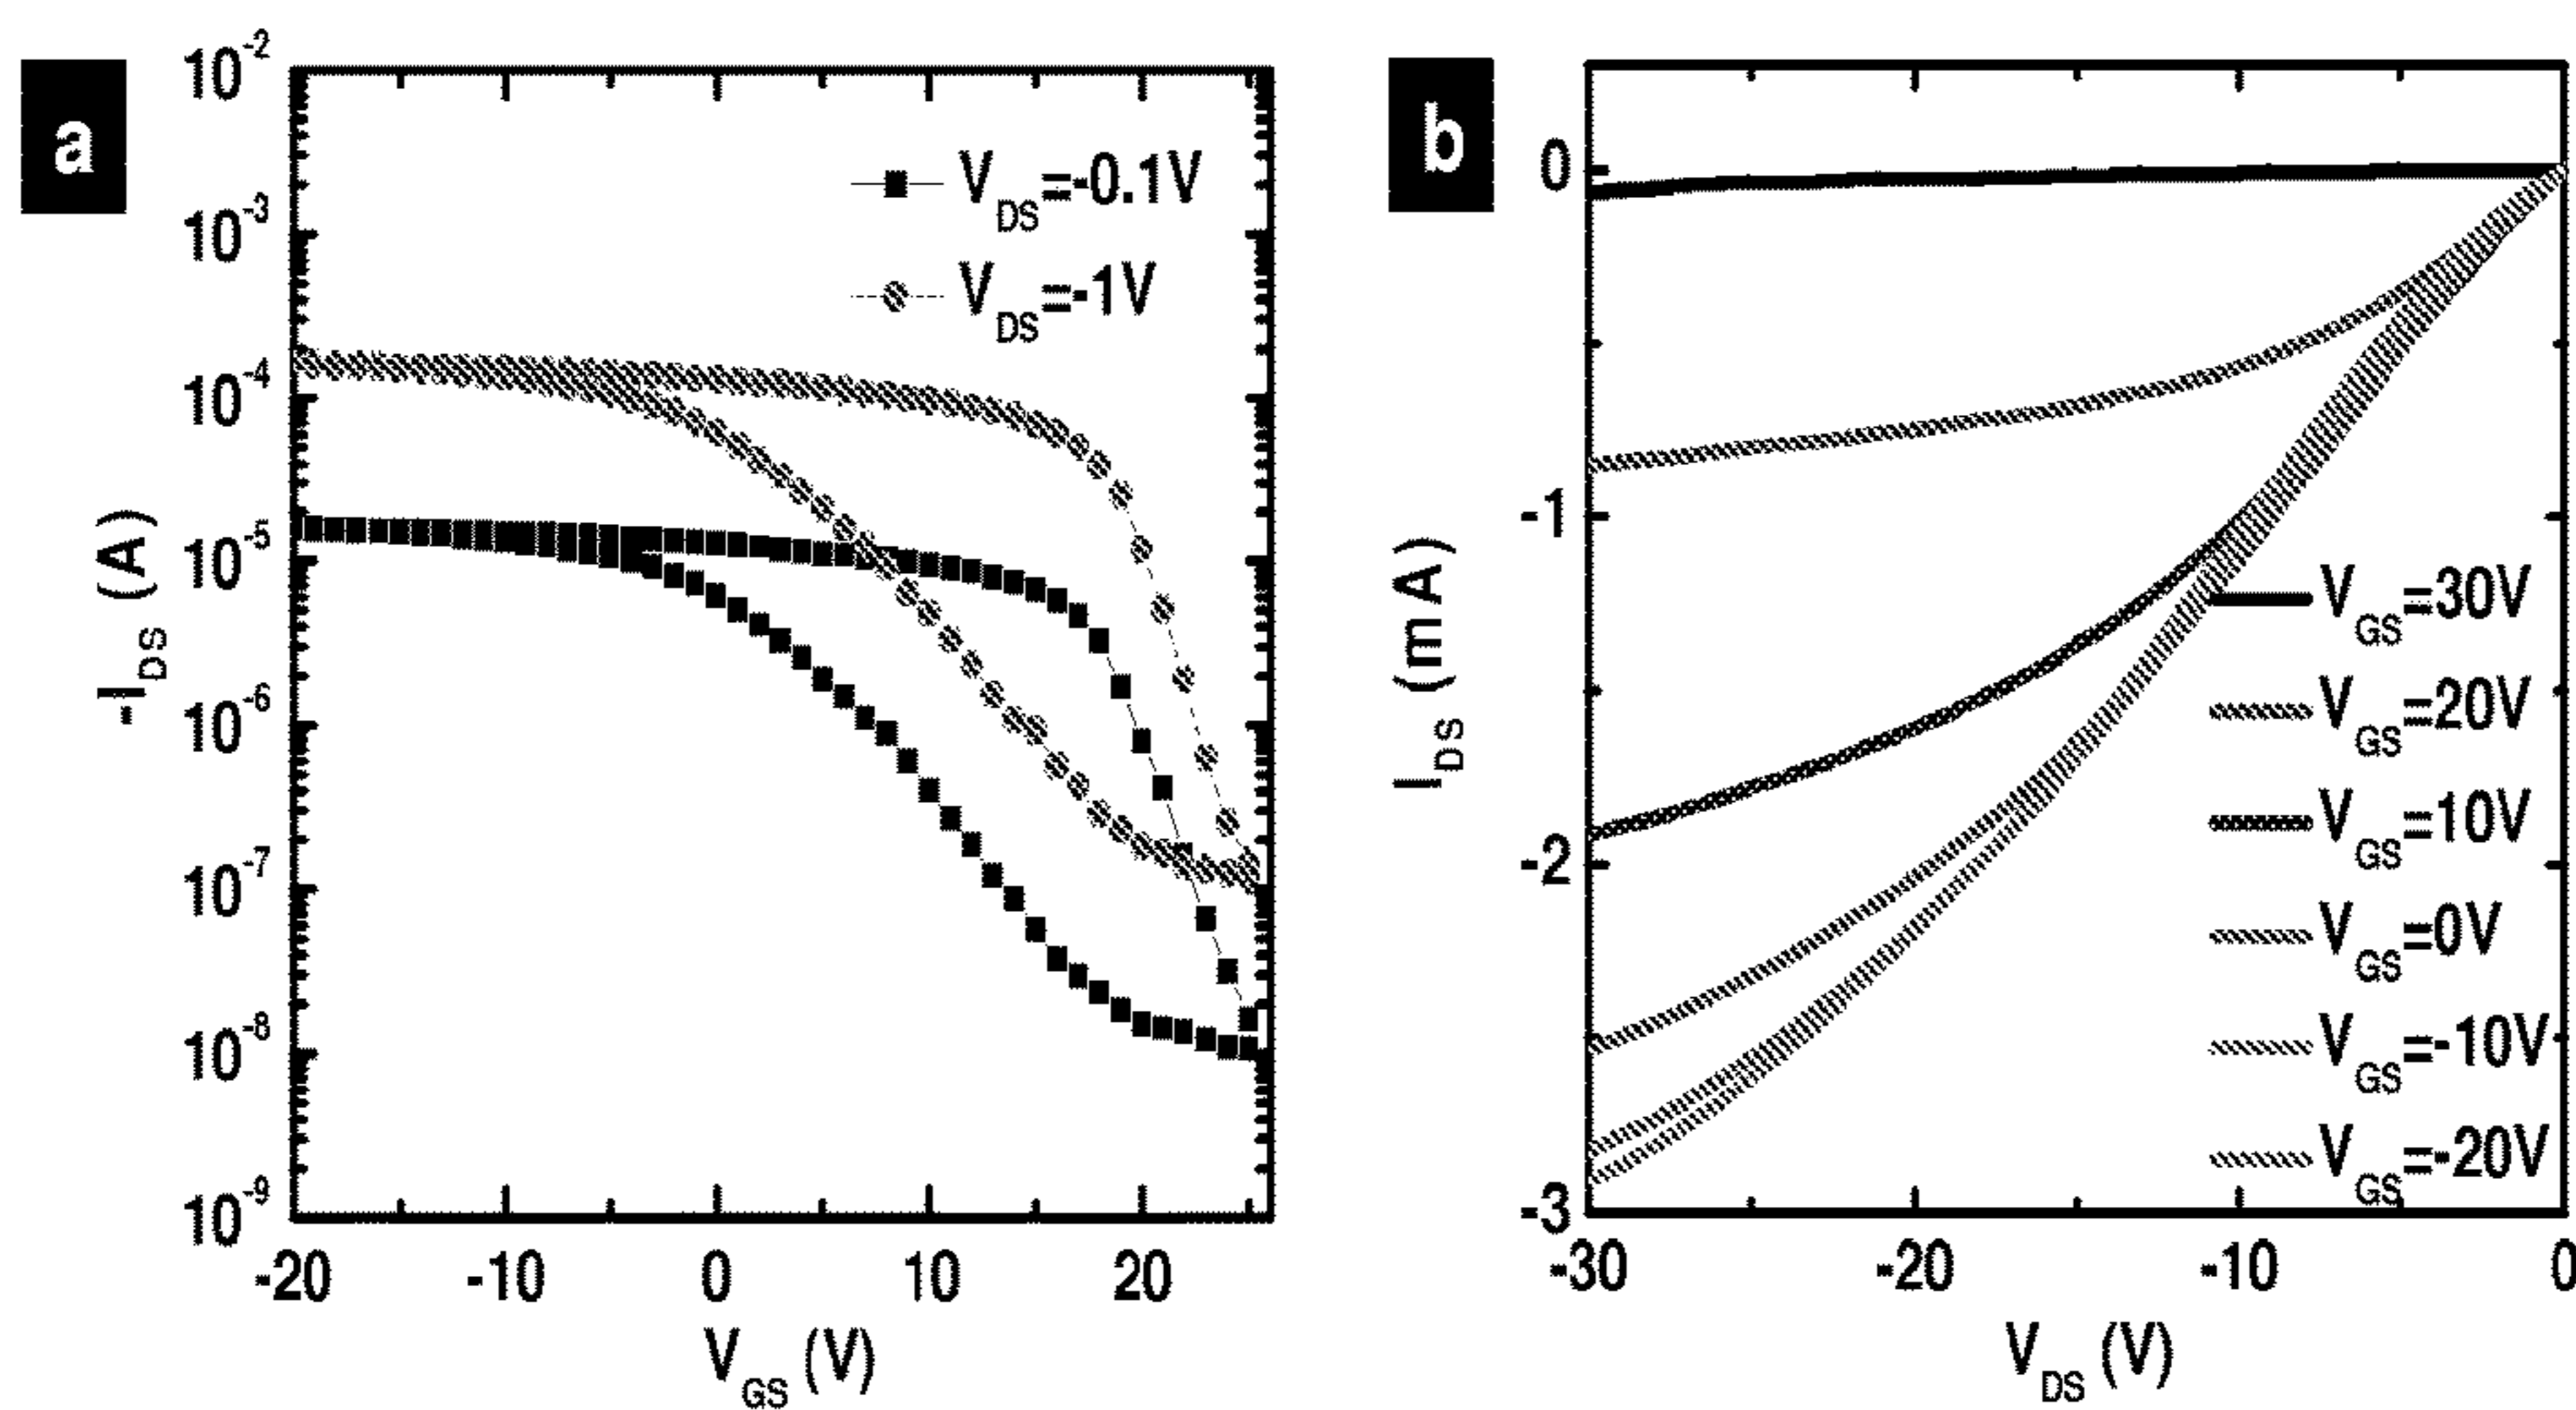 a
10^-2
10^-3
10^-4
10^-5
10^-6
10^-7
10^-8
10^-9
-I_DS (A)
V_DS=-0.1V
V_DS=-1V
-20 -10 0 10 20
V_GS (V)
b
0
-1
-2
-3
I_DS (mA)
V_GS=30V
V_GS=20V
V_GS=10V
V_GS=0V
V_GS=-10V
V_GS=-20V
-30 -20 -10 0
V_DS (V)